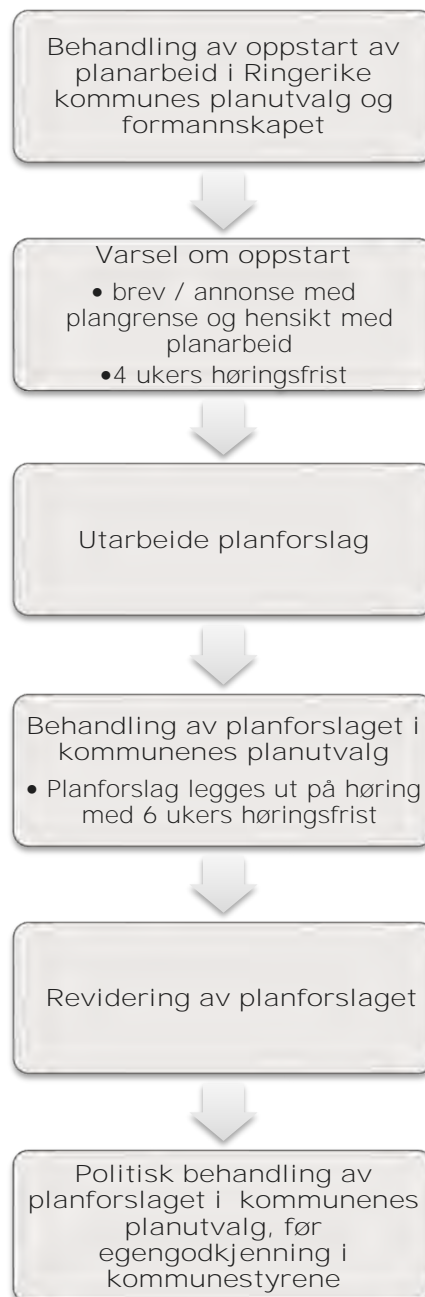 Behandling av oppstart av
planarbeid i Ringerike
kommunes planutvalg og
formannskapet
Varsel om oppstart
• brev / annonse med
plangrense og hensikt med
planarbeid
•4 ukers høringsfrist
Utarbeide planforslag
Behandling av planforslaget i
kommunenes planutvalg
• Planforslag legges ut på høring
med 6 ukers høringsfrist
Revidering av planforslaget
Politisk behandling av
planforslaget i kommunenes
planutvalg, før
egengodkjenning i
kommunestyrene